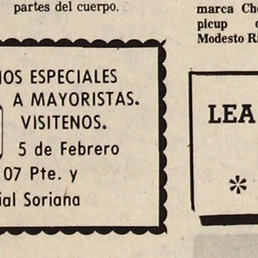 partes del cuerpo.
IOS ESPECIALES
A MAYORISTAS.
VISITENOS.
5 de Febrero
07 Pte. y
ial Soriana
marca Ch
picup
Modesto R
LEA
*